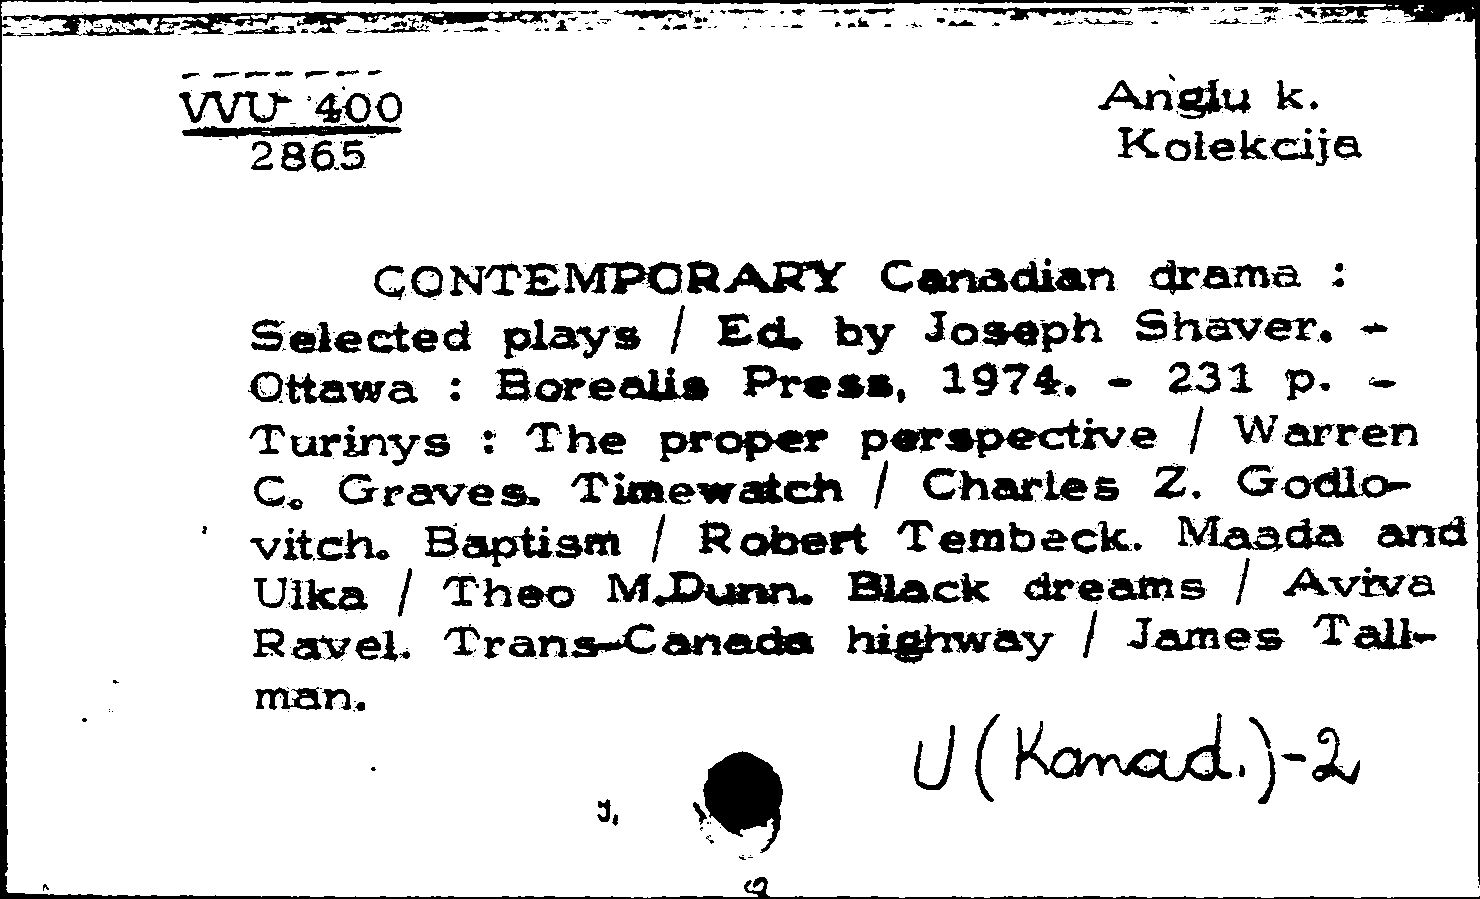 VVU 400
2865
Anglu k.
Kolekcija
CONTEMPORARY Canadian drama :
Selected plays / Ed. by Joseph Shaver. -
Ottawa : Borealis Press, 1974. - 231 p. -
Turinys : The proper perspective / Warren
C. Graves. Timewatch / Charles Z. Godlo-
vitch. Baptism / Robert Tembeck. Maada and
Ulka / Theo M.Dunn. Black dreams / Aviva
Ravel. Trans-Canada highway / James Tall-
man.
U (Kanad.)-2